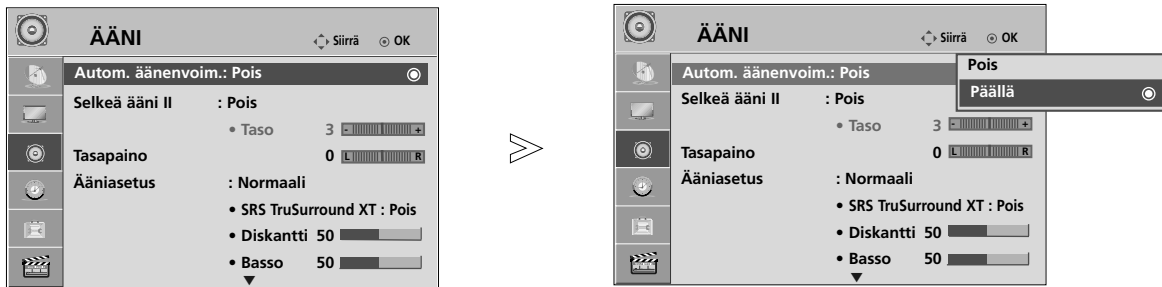 ÄÄNI
Siirrä OK
Autom. äänenvoim.: Pois
Selkeä ääni II : Pois
• Taso 3 - +
Tasapaino 0 L R
Ääniasetus : Normaali
• SRS TruSurround XT : Pois
• Diskantti 50
• Basso 50
ÄÄNI
Siirrä OK
Autom. äänenvoim.: Pois
Pois
Päällä
Selkeä ääni II : Pois
• Taso 3 - +
Tasapaino 0 L R
Ääniasetus : Normaali
• SRS TruSurround XT : Pois
• Diskantti 50
• Basso 50